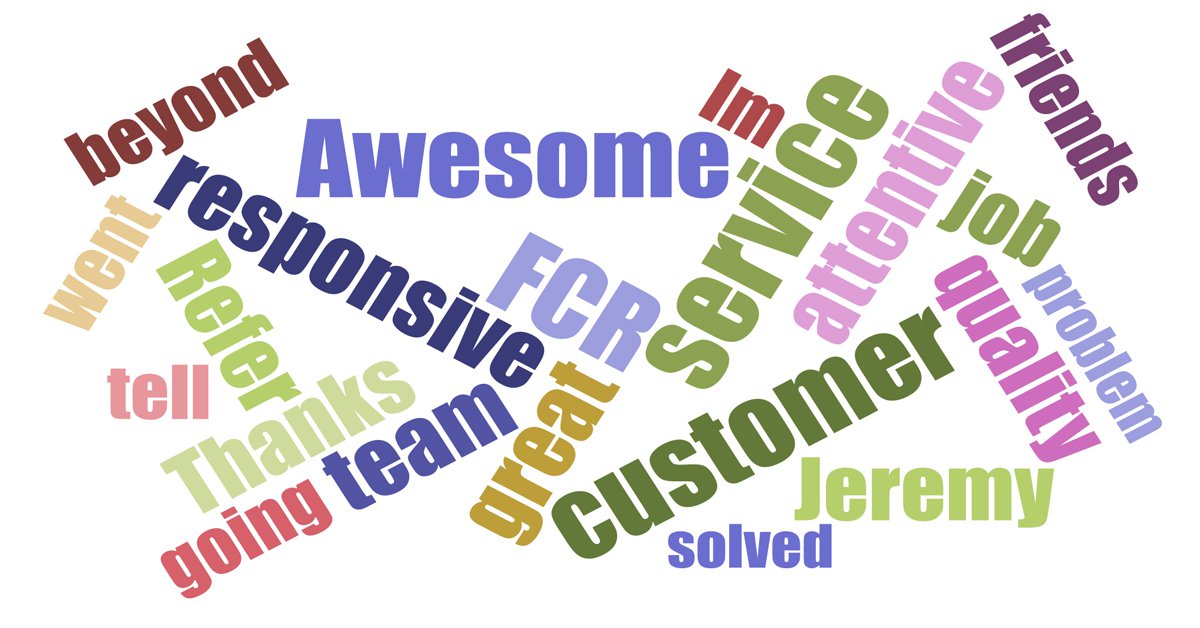 beyond
Awesome
Im
service
attentive
friends
responsive
went
Refer
FCR
job
problem
quality
tell
Thanks
team
great
customer
going
Jeremy
solved